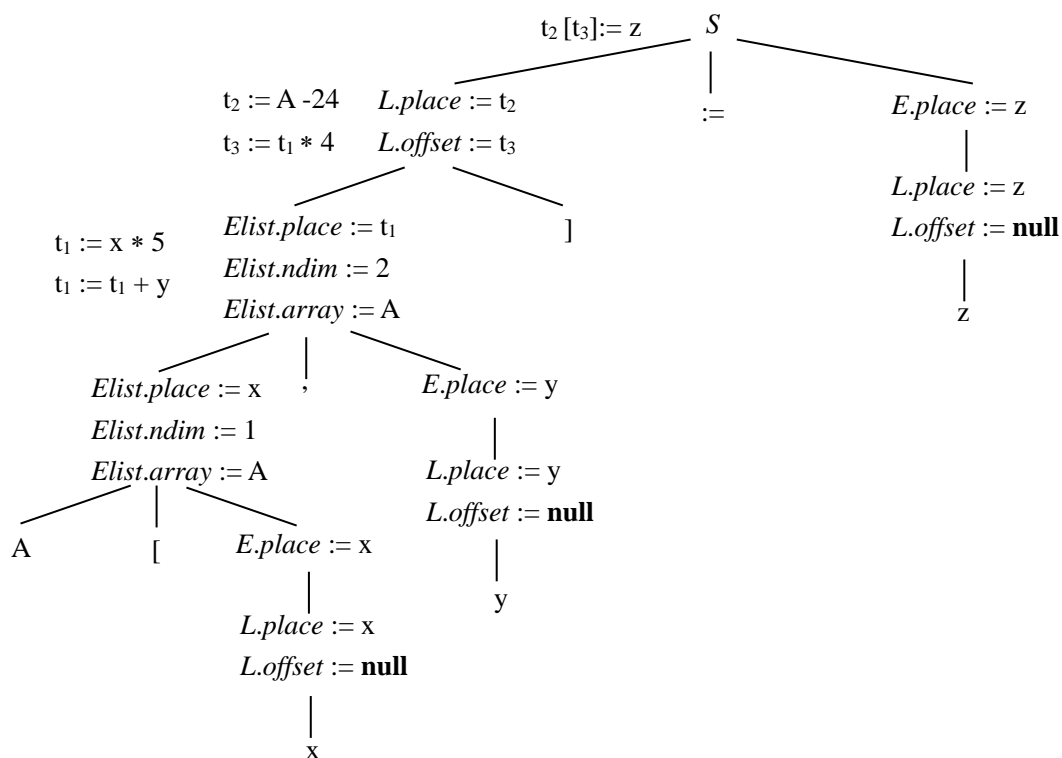 t₂ [t₃]:= z S
t₂ := A -24 L.place := t₂ := E.place := z
t₃ := t₁ * 4 L.offset := t₃
L.place := z
Elist.place := t₁ ] L.offset := null
t₁ := x * 5
Elist.ndim := 2
t₁ := t₁ + y
Elist.array := A z
Elist.place := x , E.place := y
Elist.ndim := 1
Elist.array := A L.place := y
L.offset := null
A [ E.place := x
y
L.place := x
L.offset := null
x